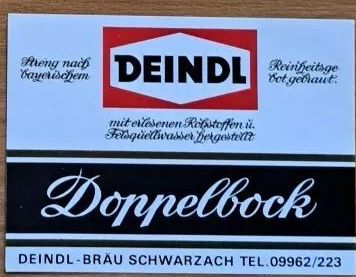 Streng nach
bayerischem
DEINDL
Reinheitsge
bot gebraut.
mit erlesenen Rohstoffen u.
Felsquellwasser hergestellt
Doppelbock
DEINDL-BRÄU SCHWARZACH TEL.09962/223